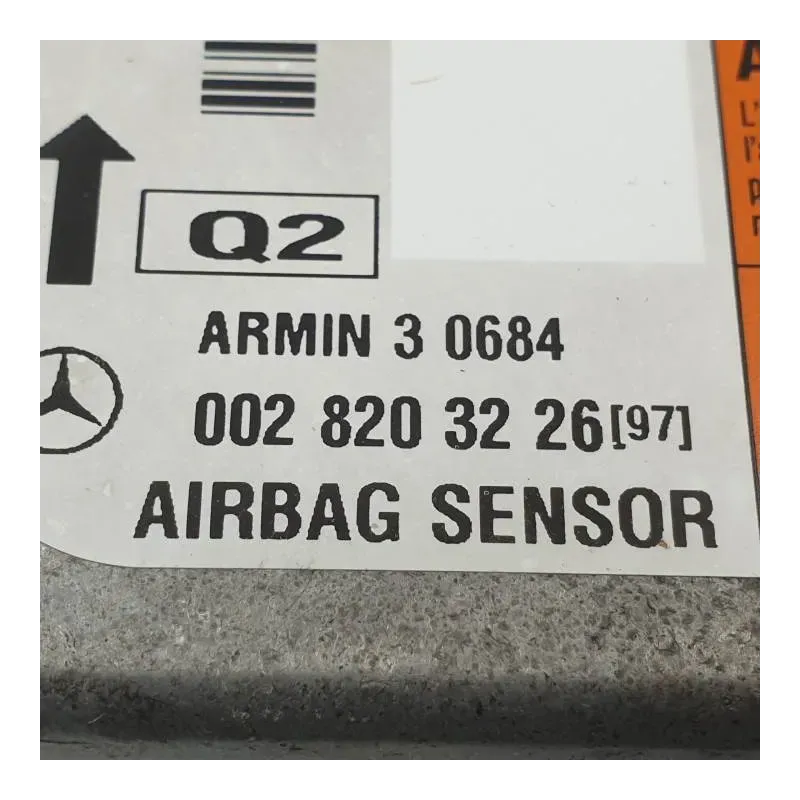 Q2
ARMIN 3 0684
002 820 32 26 [97]
AIRBAG SENSOR
A
L'
l'